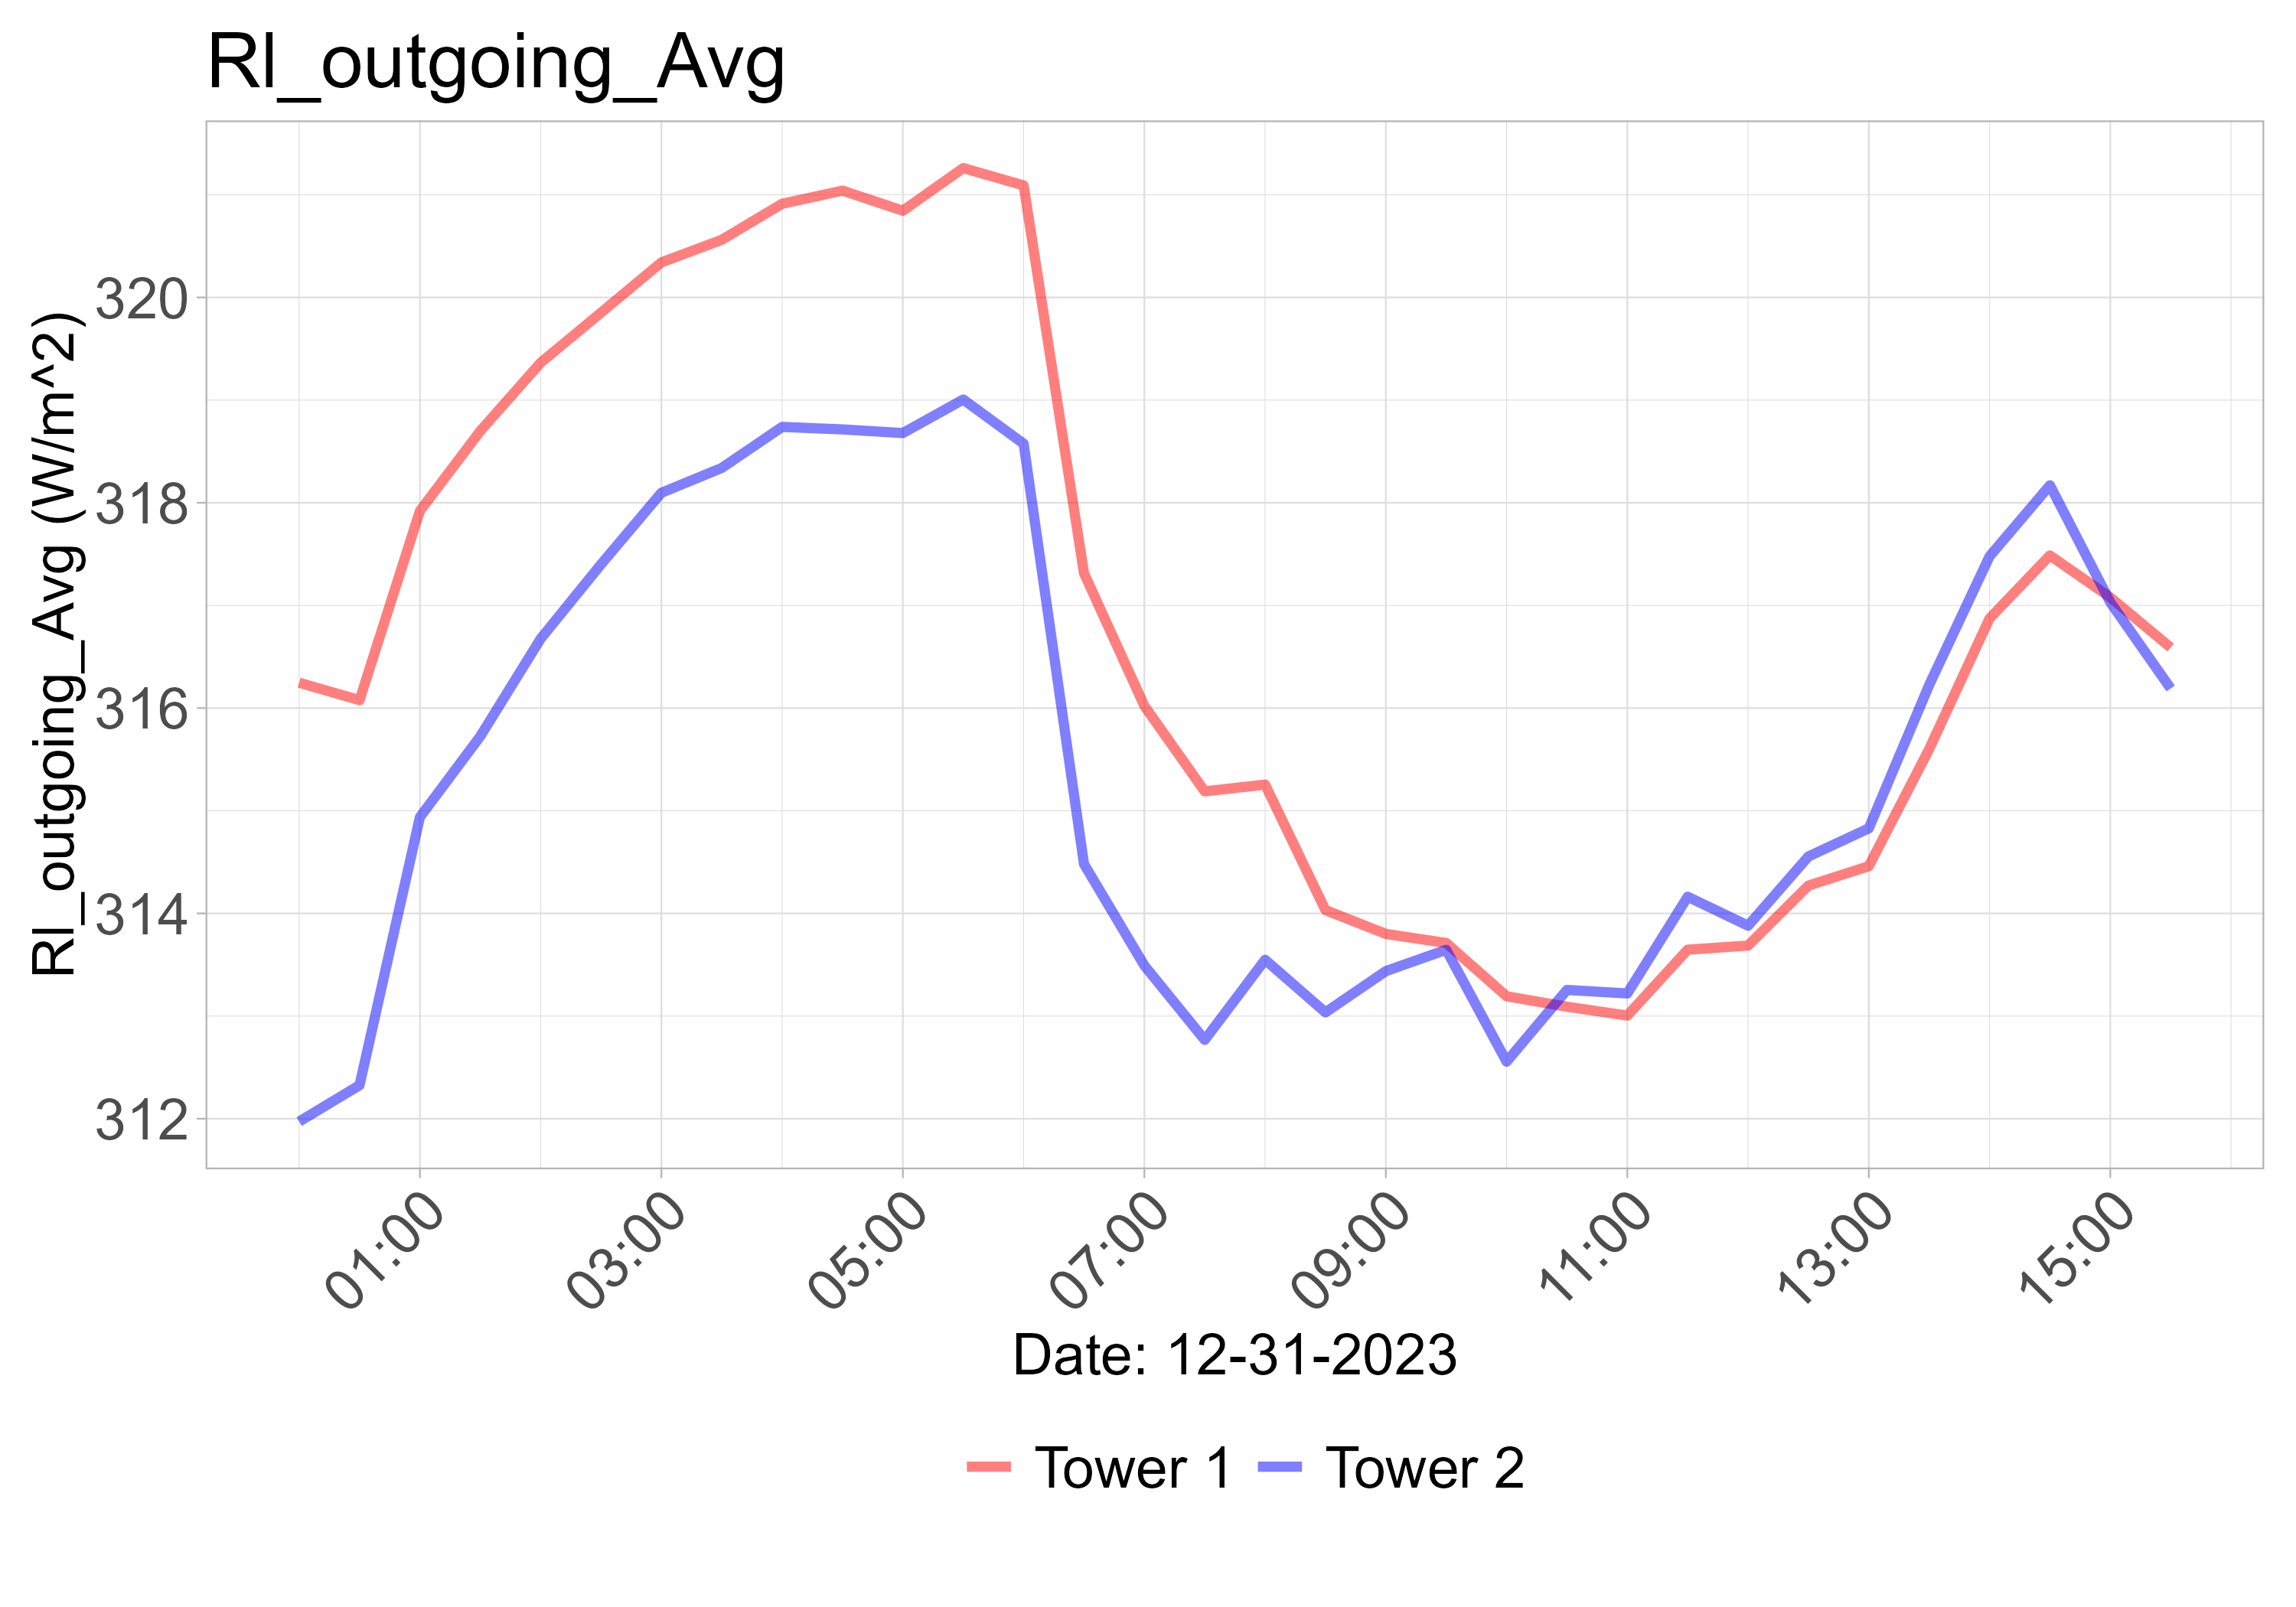 Rl_outgoing_Avg
Rl_outgoing_Avg (W/m^2)
320
318
316
314
312
01:00
03:00
05:00
07:00
09:00
11:00
13:00
15:00
Date: 12-31-2023
Tower 1
Tower 2